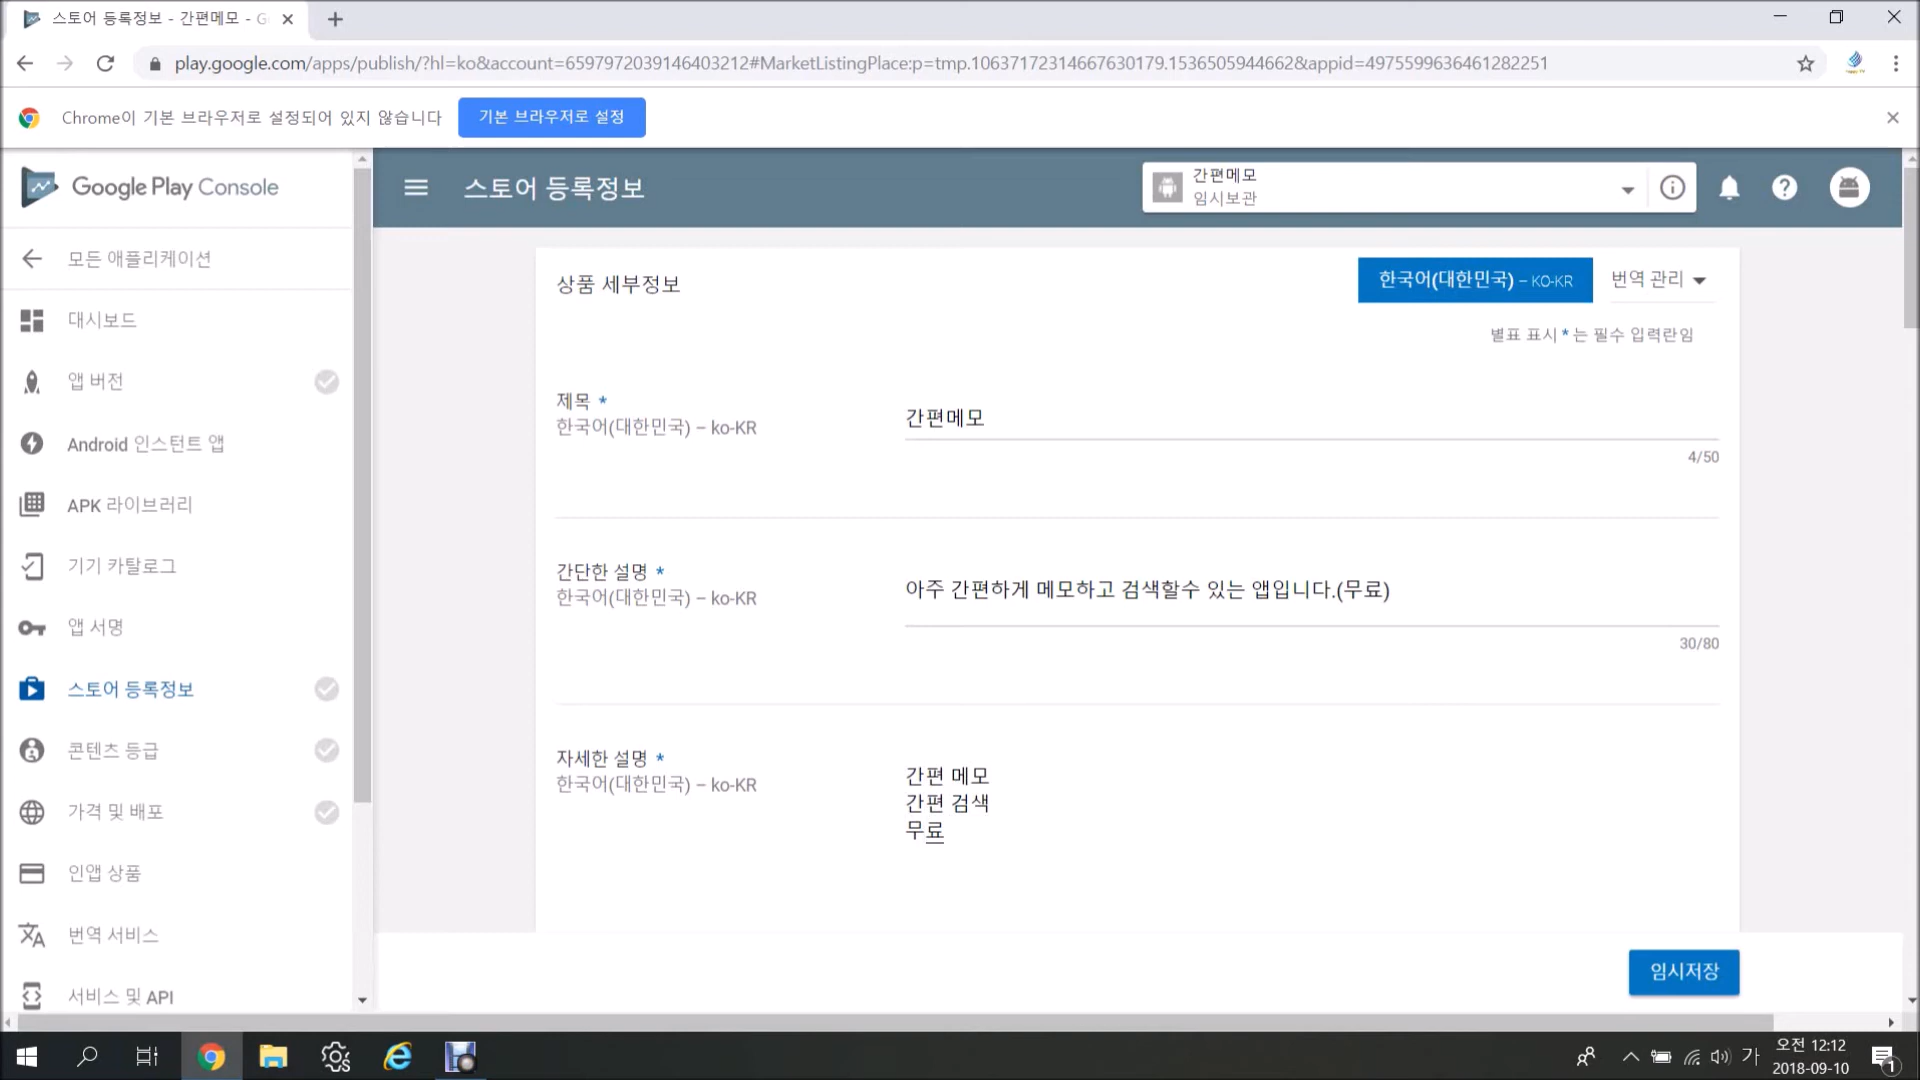 스토어 등록정보 - 간편메모 - G
play.google.com/apps/publish/?hl=ko&account=6597972039146403212#MarketListingPlace:p=tmp.10637172314667630179.1536505944662&appid=4975599636461282251
Chrome이 기본 브라우저로 설정되어 있지 않습니다
기본 브라우저로 설정
Google Play Console
스토어 등록정보
간편메모
임시보관
모든 애플리케이션
대시보드
앱 버전
Android 인스턴트 앱
APK 라이브러리
기기 카탈로그
앱 서명
스토어 등록정보
콘텐츠 등급
가격 및 배포
인앱 상품
번역 서비스
서비스 및 API
상품 세부정보
한국어(대한민국) – KO-KR
번역 관리
별표 표시 * 는 필수 입력란임
제목 *
한국어(대한민국) – ko-KR
간편메모
4/50
간단한 설명 *
한국어(대한민국) – ko-KR
아주 간편하게 메모하고 검색할수 있는 앱입니다.(무료)
30/80
자세한 설명 *
한국어(대한민국) – ko-KR
간편 메모
간편 검색
무료
임시저장
가
오전 12:12
2018-09-10
1